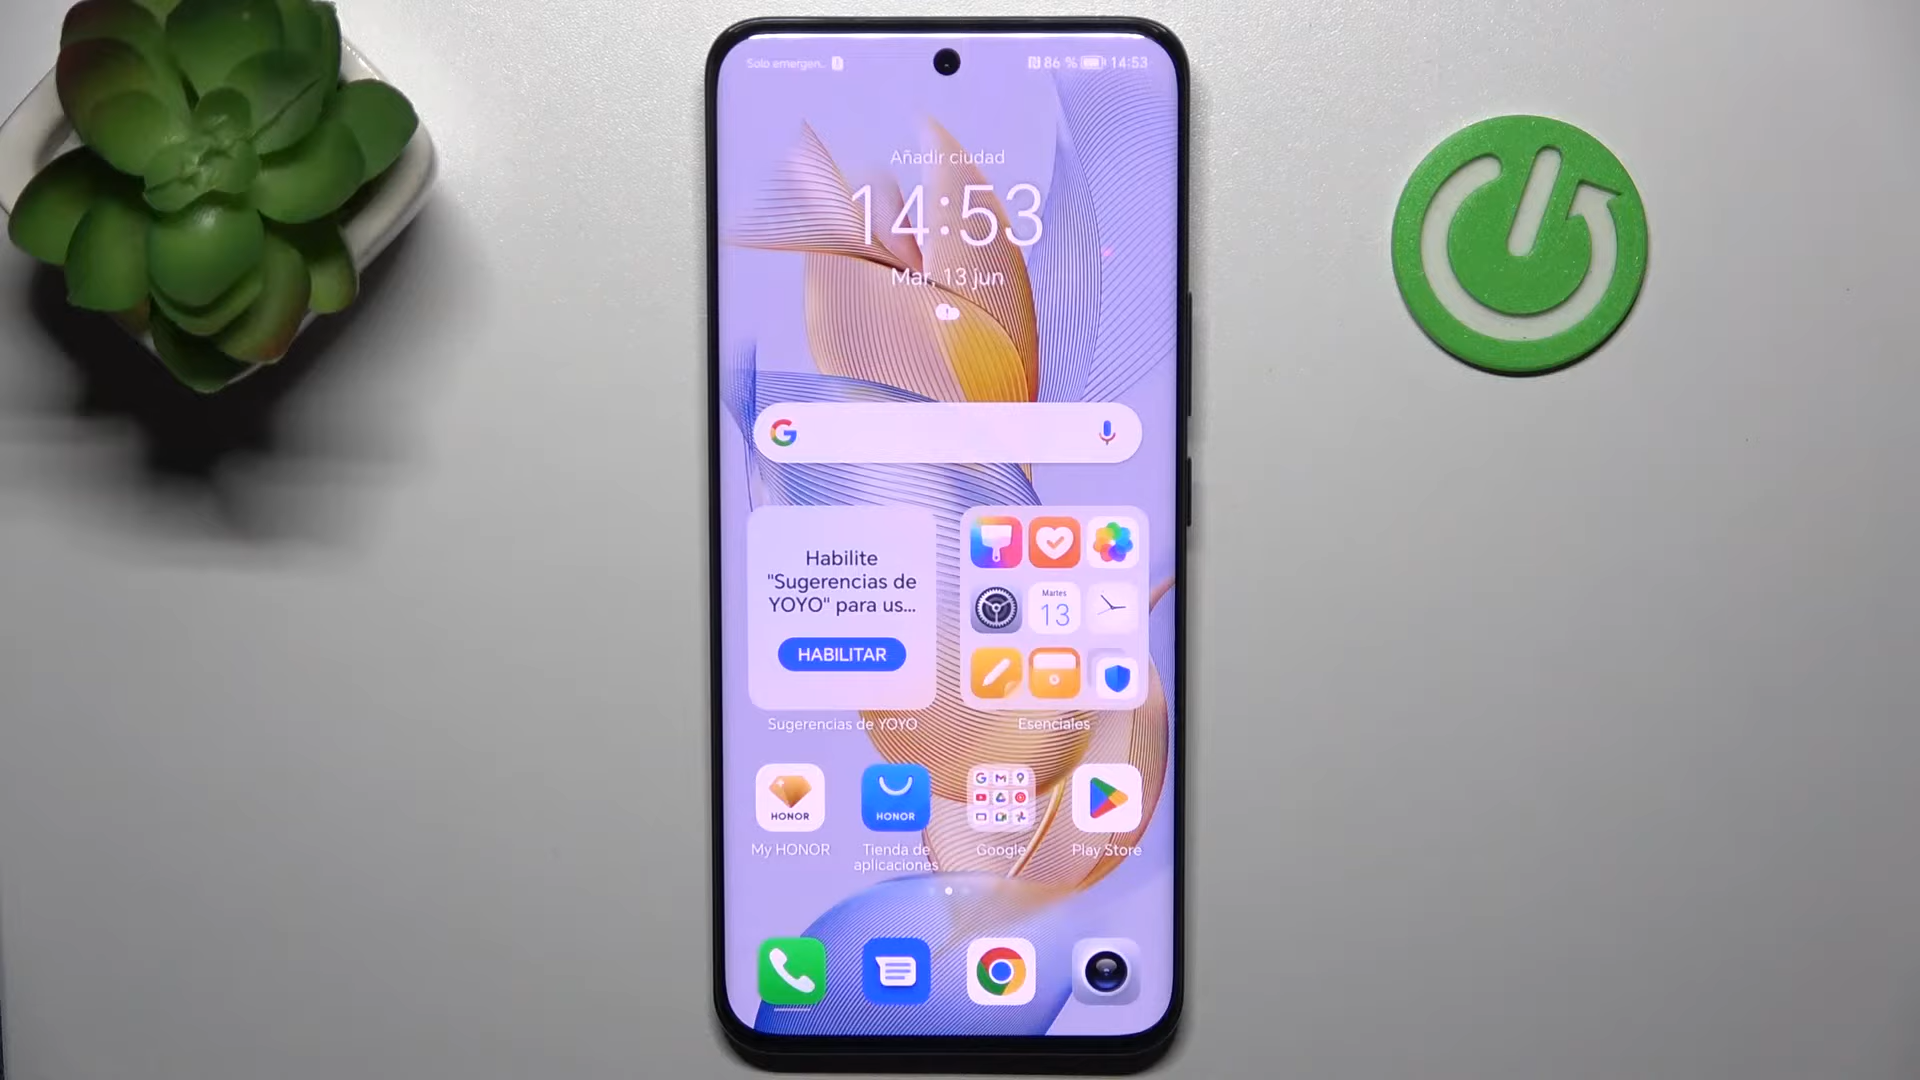 Solo emergen..
86 % 14:53
Añadir ciudad
14:53
Mar, 13 jun
Habilite
"Sugerencias de
YOYO" para us...
HABILITAR
Sugerencias de YOYO
Martes
13
Esenciales
HONOR
My HONOR
HONOR
Tienda de
aplicaciones
Google
Play Store